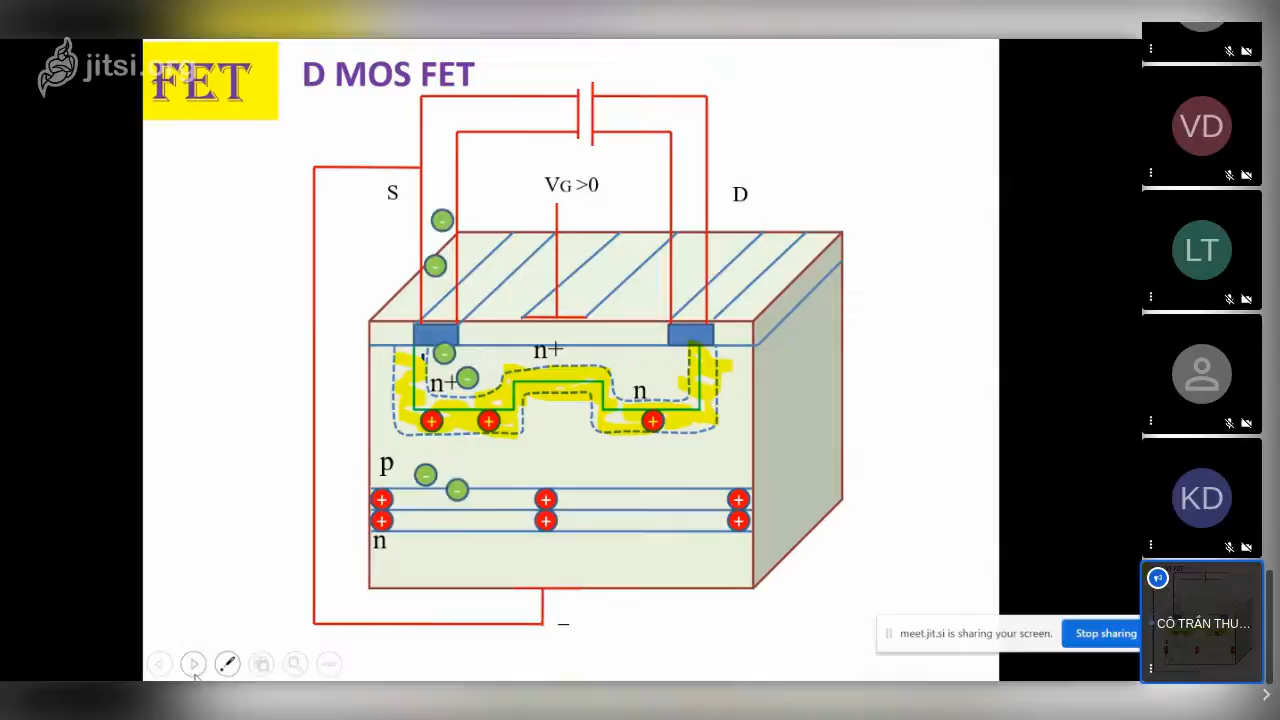 jitsi.org
FET
D MOS FET
S
VG >0
D
n+
n+
n
p
n
meet.jit.si is sharing your screen.
Stop sharing
VD
LT
KD
CÔ TRẦN THU...